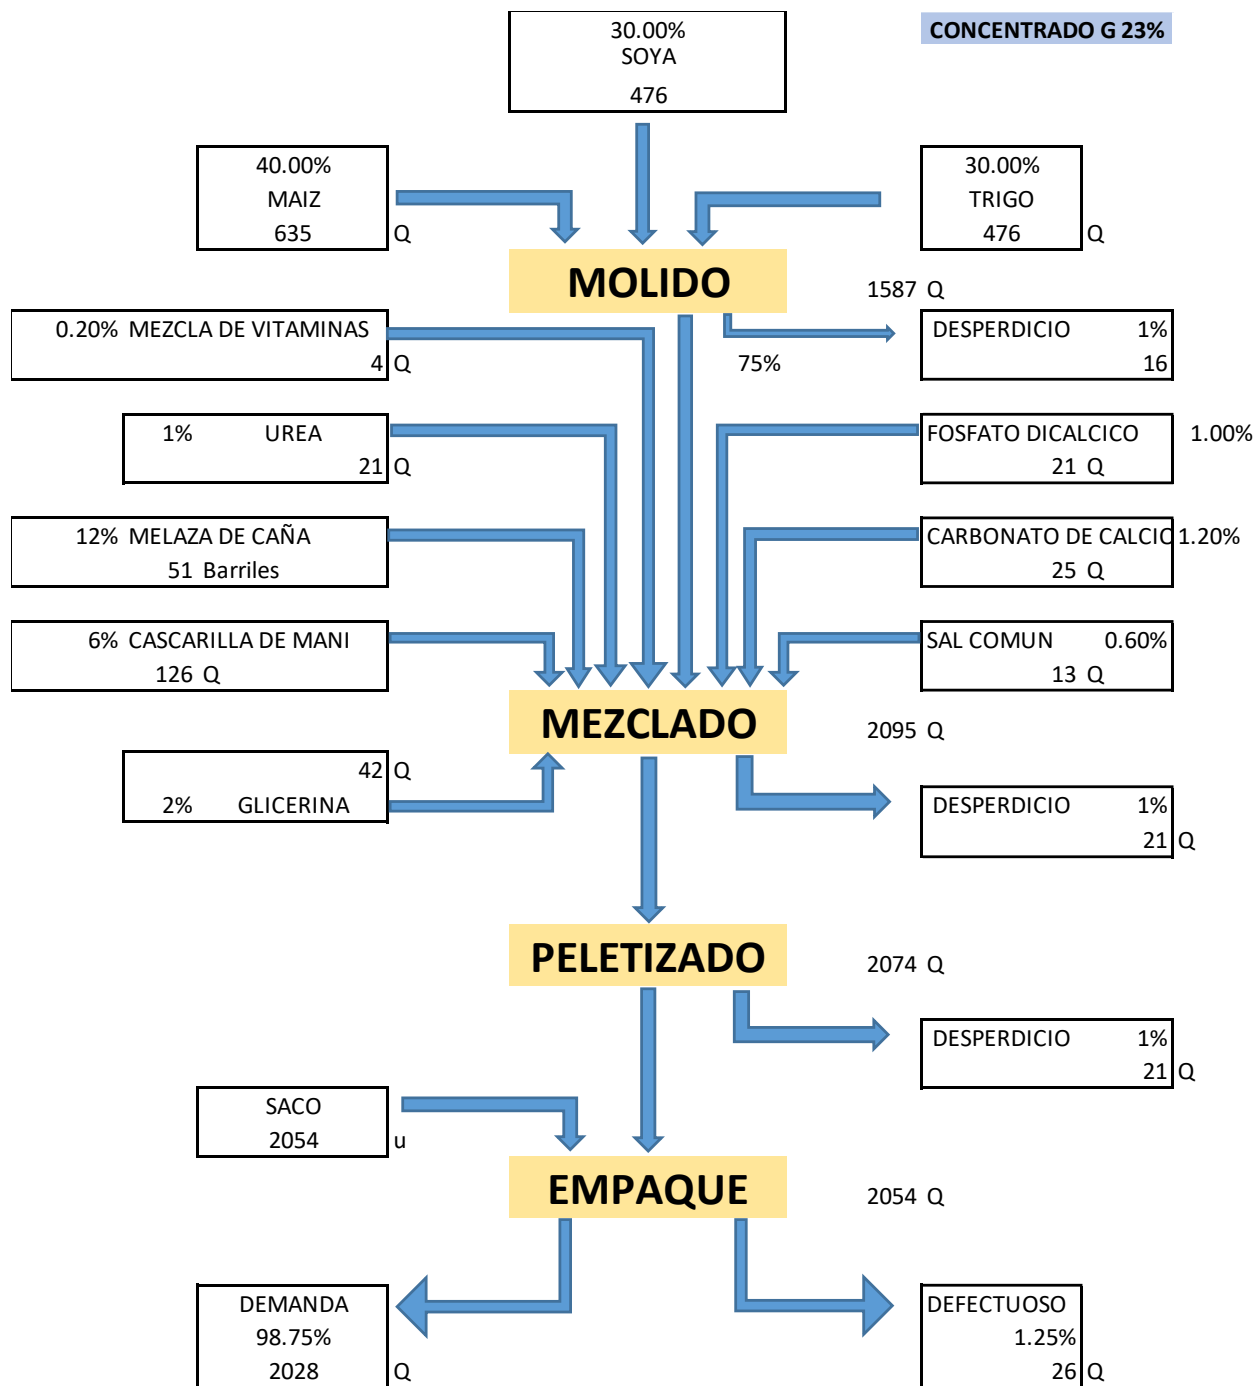 30.00%
SOYA
476
CONCENTRADO G 23%
40.00%
MAIZ
635 Q
30.00%
TRIGO
476 Q
MOLIDO
1587 Q
0.20% MEZCLA DE VITAMINAS
4 Q
75%
DESPERDICIO 1%
16
1% UREA
21 Q
FOSFATO DICALCICO 1.00%
21 Q
12% MELAZA DE CAÑA
51 Barriles
CARBONATO DE CALCIO 1.20%
25 Q
6% CASCARILLA DE MANI
126 Q
SAL COMUN 0.60%
13 Q
MEZCLADO
2095 Q
42 Q
2% GLICERINA
DESPERDICIO 1%
21 Q
PELETIZADO
2074 Q
DESPERDICIO 1%
21 Q
SACO
2054 u
EMPAQUE
2054 Q
DEMANDA
98.75%
2028 Q
DEFECTUOSO
1.25%
26 Q